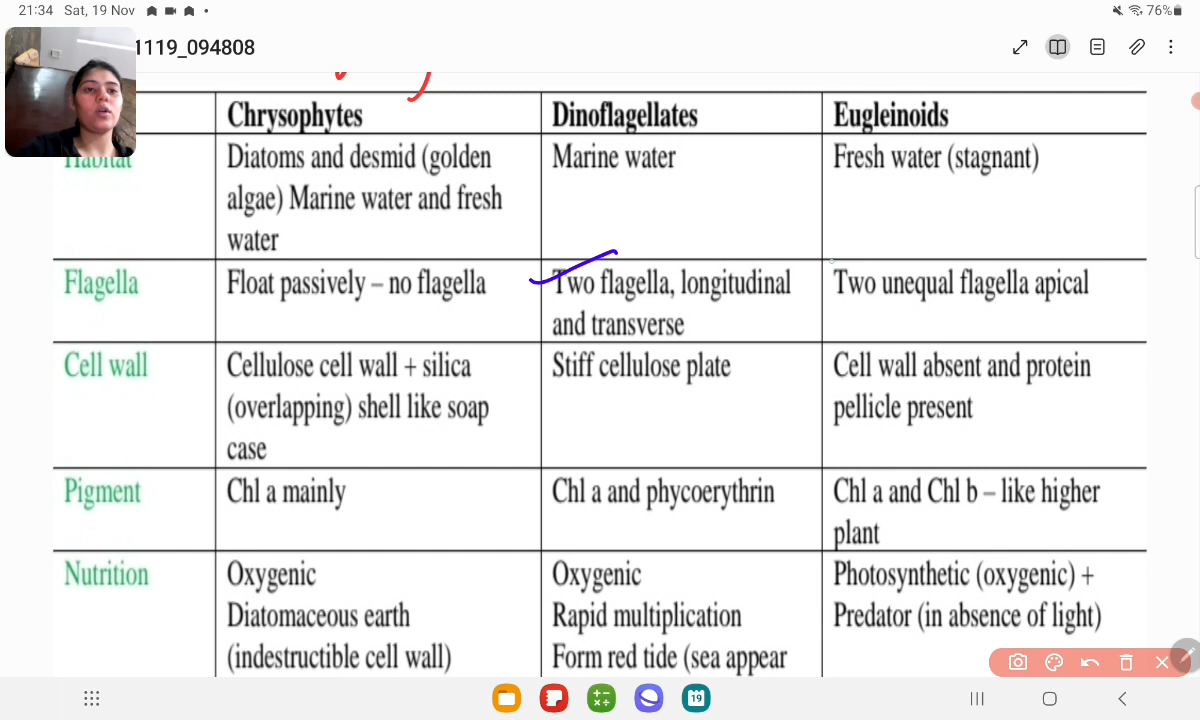 21:34 Sat, 19 Nov
76%
1119_094808
Chrysophytes Dinoflagellates Eugleinoids
Habitat Diatoms and desmid (golden Marine water Fresh water (stagnant)
algae) Marine water and fresh
water
Flagella Float passively – no flagella Two flagella, longitudinal Two unequal flagella apical
and transverse
Cell wall Cellulose cell wall + silica Stiff cellulose plate Cell wall absent and protein
(overlapping) shell like soap pellicle present
case
Pigment Chl a mainly Chl a and phycoerythrin Chl a and Chl b – like higher
plant
Nutrition Oxygenic Oxygenic Photosynthetic (oxygenic) +
Diatomaceous earth Rapid multiplication Predator (in absence of light)
(indestructible cell wall) Form red tide (sea appear
19